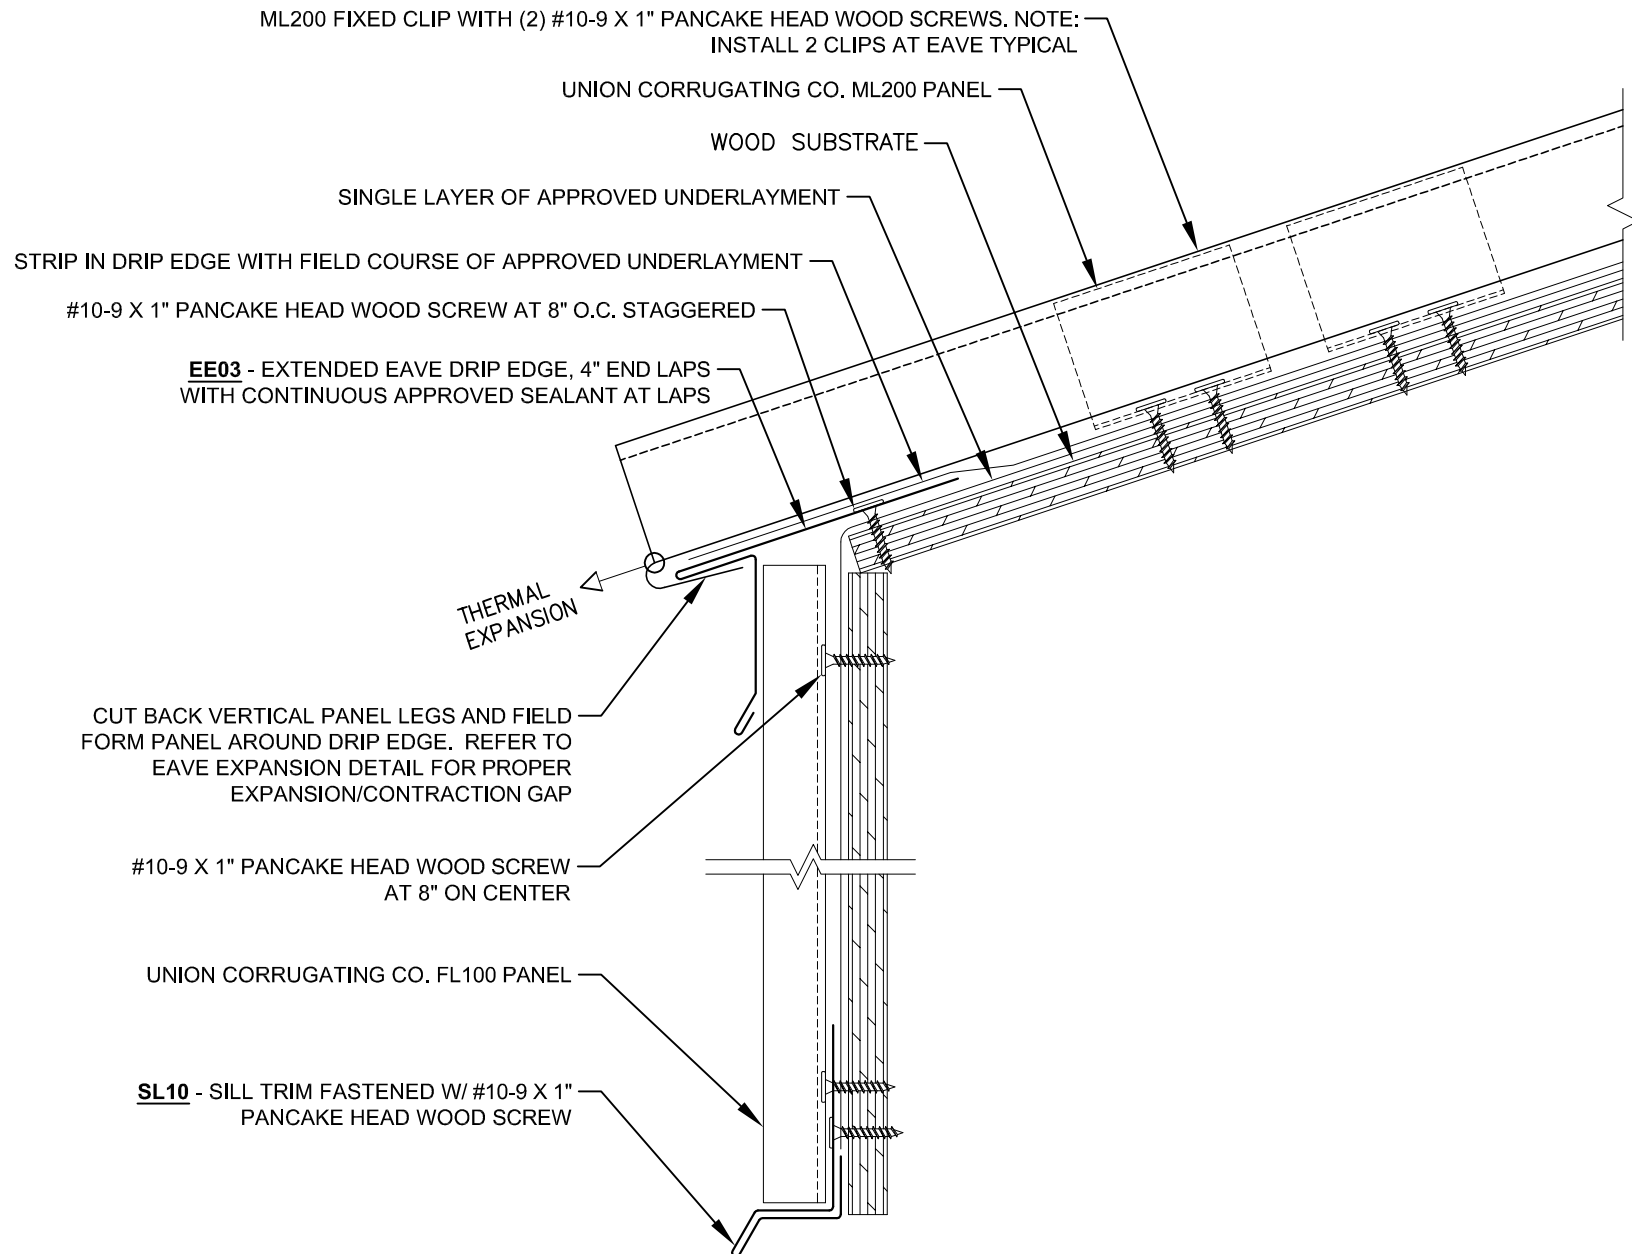 ML200 FIXED CLIP WITH (2) #10-9 X 1" PANCAKE HEAD WOOD SCREWS. NOTE:
INSTALL 2 CLIPS AT EAVE TYPICAL
UNION CORRUGATING CO. ML200 PANEL
WOOD SUBSTRATE
SINGLE LAYER OF APPROVED UNDERLAYMENT
STRIP IN DRIP EDGE WITH FIELD COURSE OF APPROVED UNDERLAYMENT
#10-9 X 1" PANCAKE HEAD WOOD SCREW AT 8" O.C. STAGGERED
EE03 - EXTENDED EAVE DRIP EDGE, 4" END LAPS
WITH CONTINUOUS APPROVED SEALANT AT LAPS
THERMAL
EXPANSION
CUT BACK VERTICAL PANEL LEGS AND FIELD
FORM PANEL AROUND DRIP EDGE. REFER TO
EAVE EXPANSION DETAIL FOR PROPER
EXPANSION/CONTRACTION GAP
#10-9 X 1" PANCAKE HEAD WOOD SCREW
AT 8" ON CENTER
UNION CORRUGATING CO. FL100 PANEL
SL10 - SILL TRIM FASTENED W/ #10-9 X 1"
PANCAKE HEAD WOOD SCREW